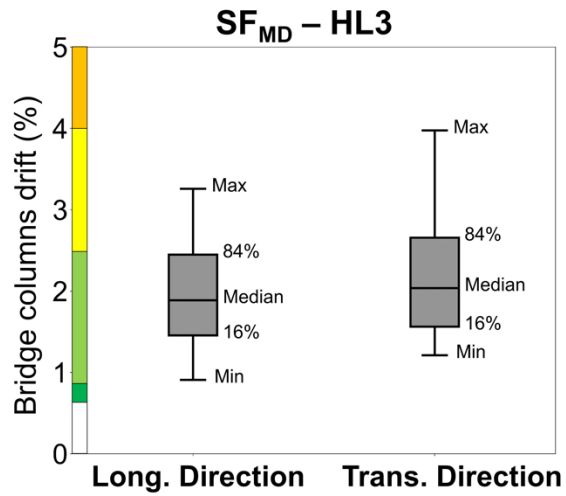 SF_MD – HL3
Bridge columns drift (%)
5
4
3
2
1
0
Max
84%
Median
16%
Min
Max
84%
Median
16%
Min
Long. Direction
Trans. Direction